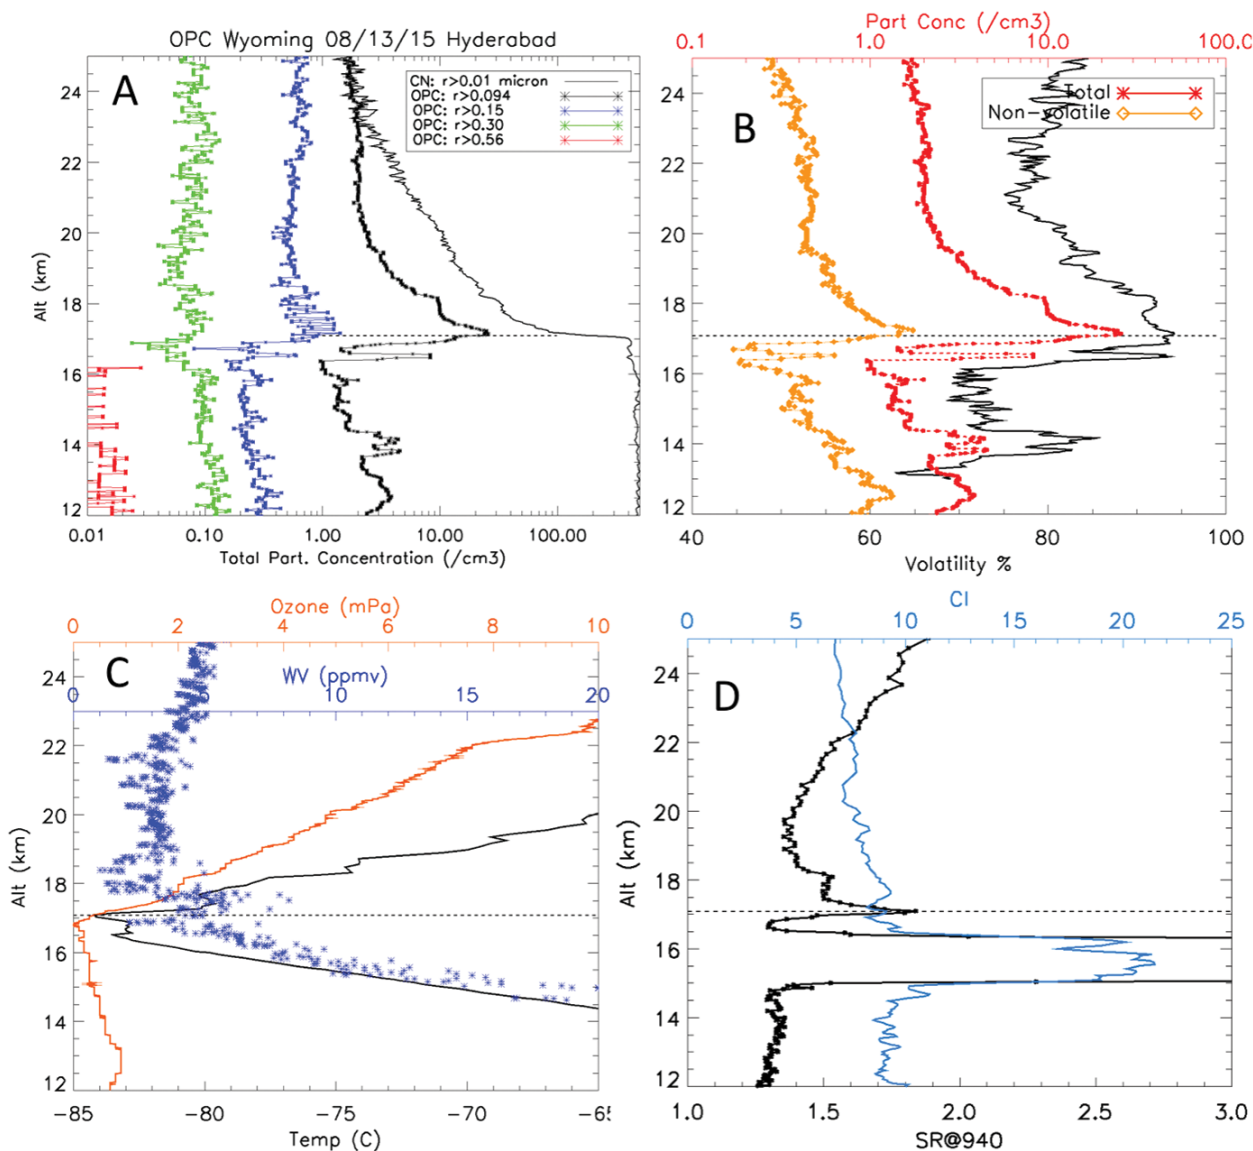 OPC Wyoming 08/13/15 Hyderabad
A
CN: r>0.01 micron
OPC: r>0.094
OPC: r>0.15
OPC: r>0.30
OPC: r>0.56
24
22
20
18
16
14
12
Alt (km)
0.01 0.10 1.00 10.00 100.00
Total Part. Concentration (/cm3)
Part Conc (/cm3)
0.1 1.0 10.0 100.0
B
Total
Non-volatile
24
22
20
18
16
14
12
40 60 80 100
Volatility %
Ozone (mPa)
0 2 4 6 8 10
C
WV (ppmv)
0 5 10 15 20
24
22
20
18
16
14
12
Alt (km)
-85 -80 -75 -70 -65
Temp (C)
CI
0 5 10 15 20 25
D
24
22
20
18
16
14
12
Alt (km)
1.0 1.5 2.0 2.5 3.0
SR@940